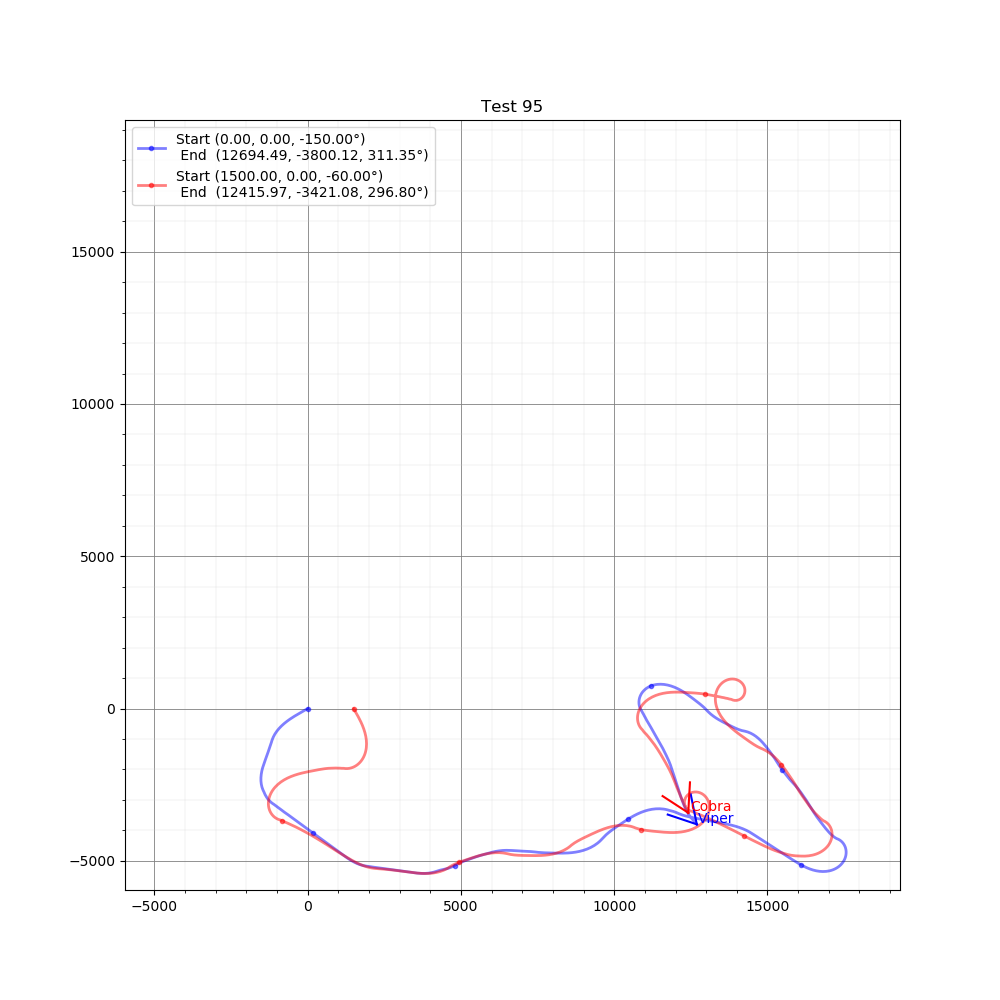 Test 95
Start (0.00, 0.00, -150.00°)
End (12694.49, -3800.12, 311.35°)
Start (1500.00, 0.00, -60.00°)
End (12415.97, -3421.08, 296.80°)
15000
10000
5000
0
−5000
Cobra
Viper
−5000 0 5000 10000 15000